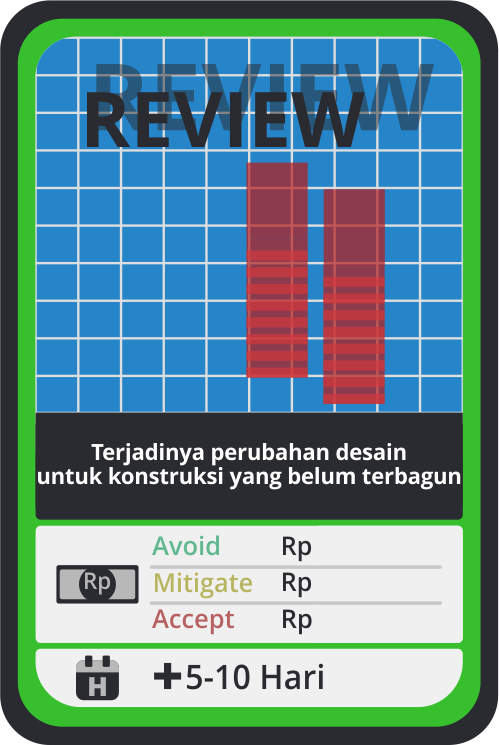 REVIEW
REVIEW
Terjadinya perubahan desain
untuk konstruksi yang belum terbagun
Avoid Rp
Rp Mitigate Rp
Accept Rp
H +5-10 Hari